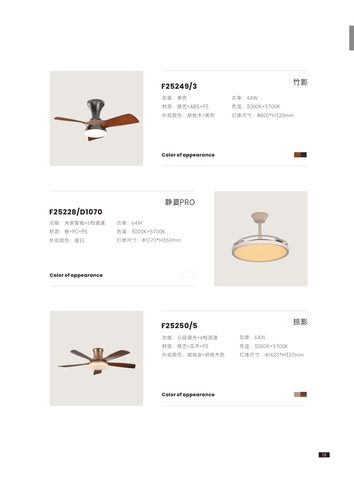 竹影
F25249/3
功能：单色 功率：44W
材质：铁艺+ABS+PS 色温：3000K+5700K
外观颜色：胡桃木+黑色 灯体尺寸：Φ800*H320mm
Color of appearance
静夏PRO
F25228/D1070
功能：米家智能+6档调速 功率：64W
材质：铁+PC+PS 色温：3000K+5700K
外观颜色：暖白 灯体尺寸：Φ1070*H350mm
Color of appearance
掠影
F25250/5
功能：分段调光+6档调速 功率：64W
材质：铁艺+实木+PS 色温：3000K+5700K
外观颜色：咖啡金+胡桃木色 灯体尺寸：Φ1420*H320mm
Color of appearance